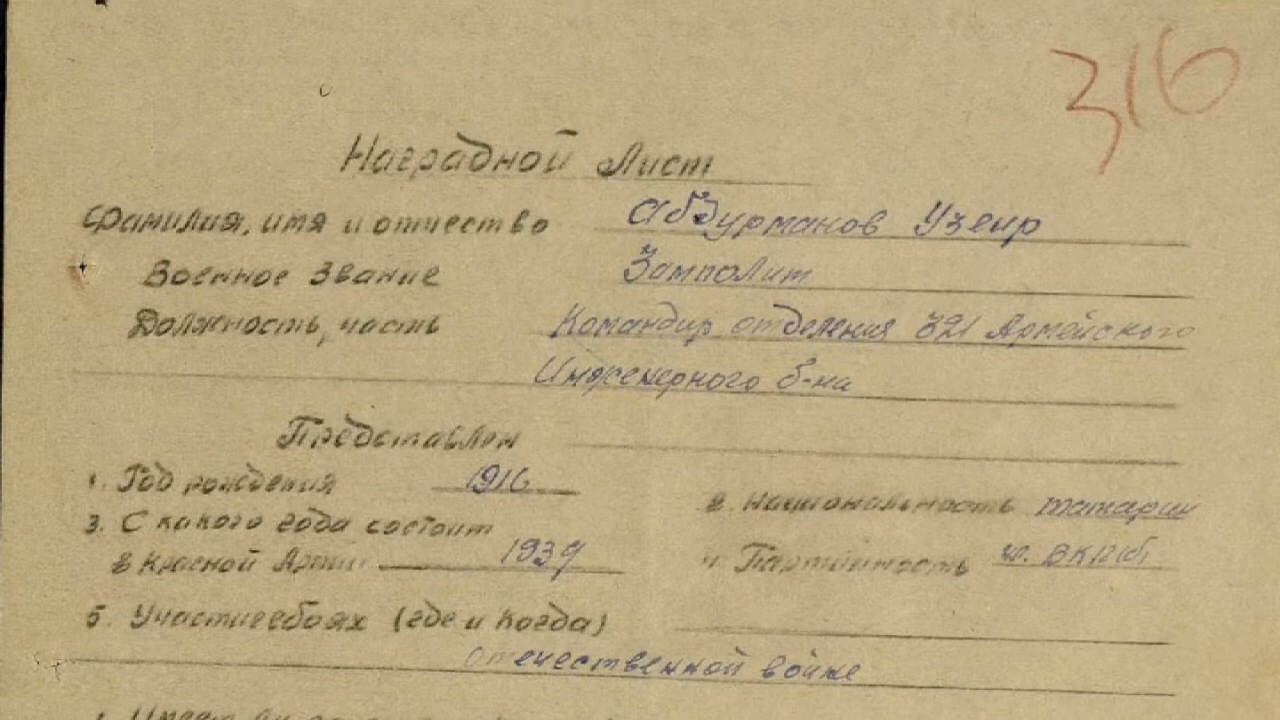 316
Наградной Лист
Фамилия, имя и отчество Абдурманов Узеир
Военное Звание Замполит
Должность, часть Командир отделения 321 Армейского
Инженерного б-на
Представлен
1. Год рождения 1916 2. Национальность татарин
3. С какого года состоит
в Красной Армии 1939 4. Партийность чл. ВКП(б)
5. Участие в боях (где и когда)
Отечественной войне